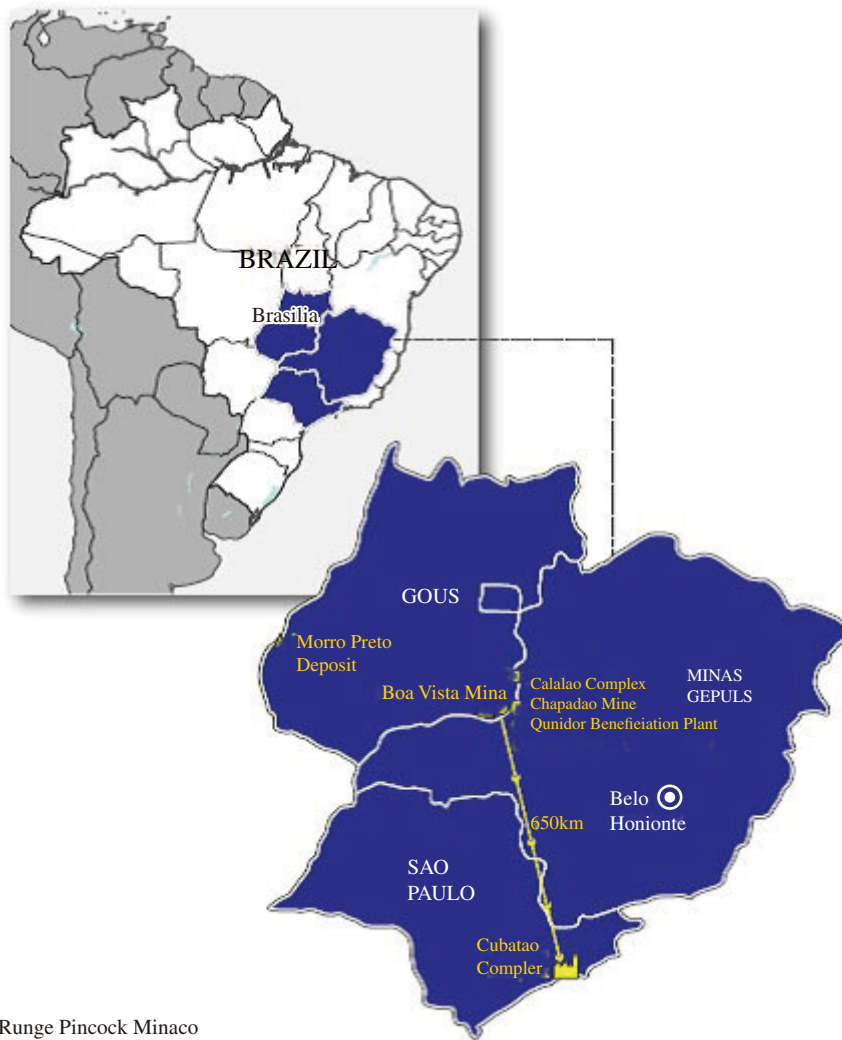 BRAZIL
Brasilia
GOUS
Morro Preto
Deposit
Boa Vista Mina
Calalao Complex
Chapadao Mine
Qunidor Benefieiation Plant
MINAS
GEPULS
Belo
Honionte
650km
SAO
PAULO
Cubatao
Compler
Runge Pincock Minaco